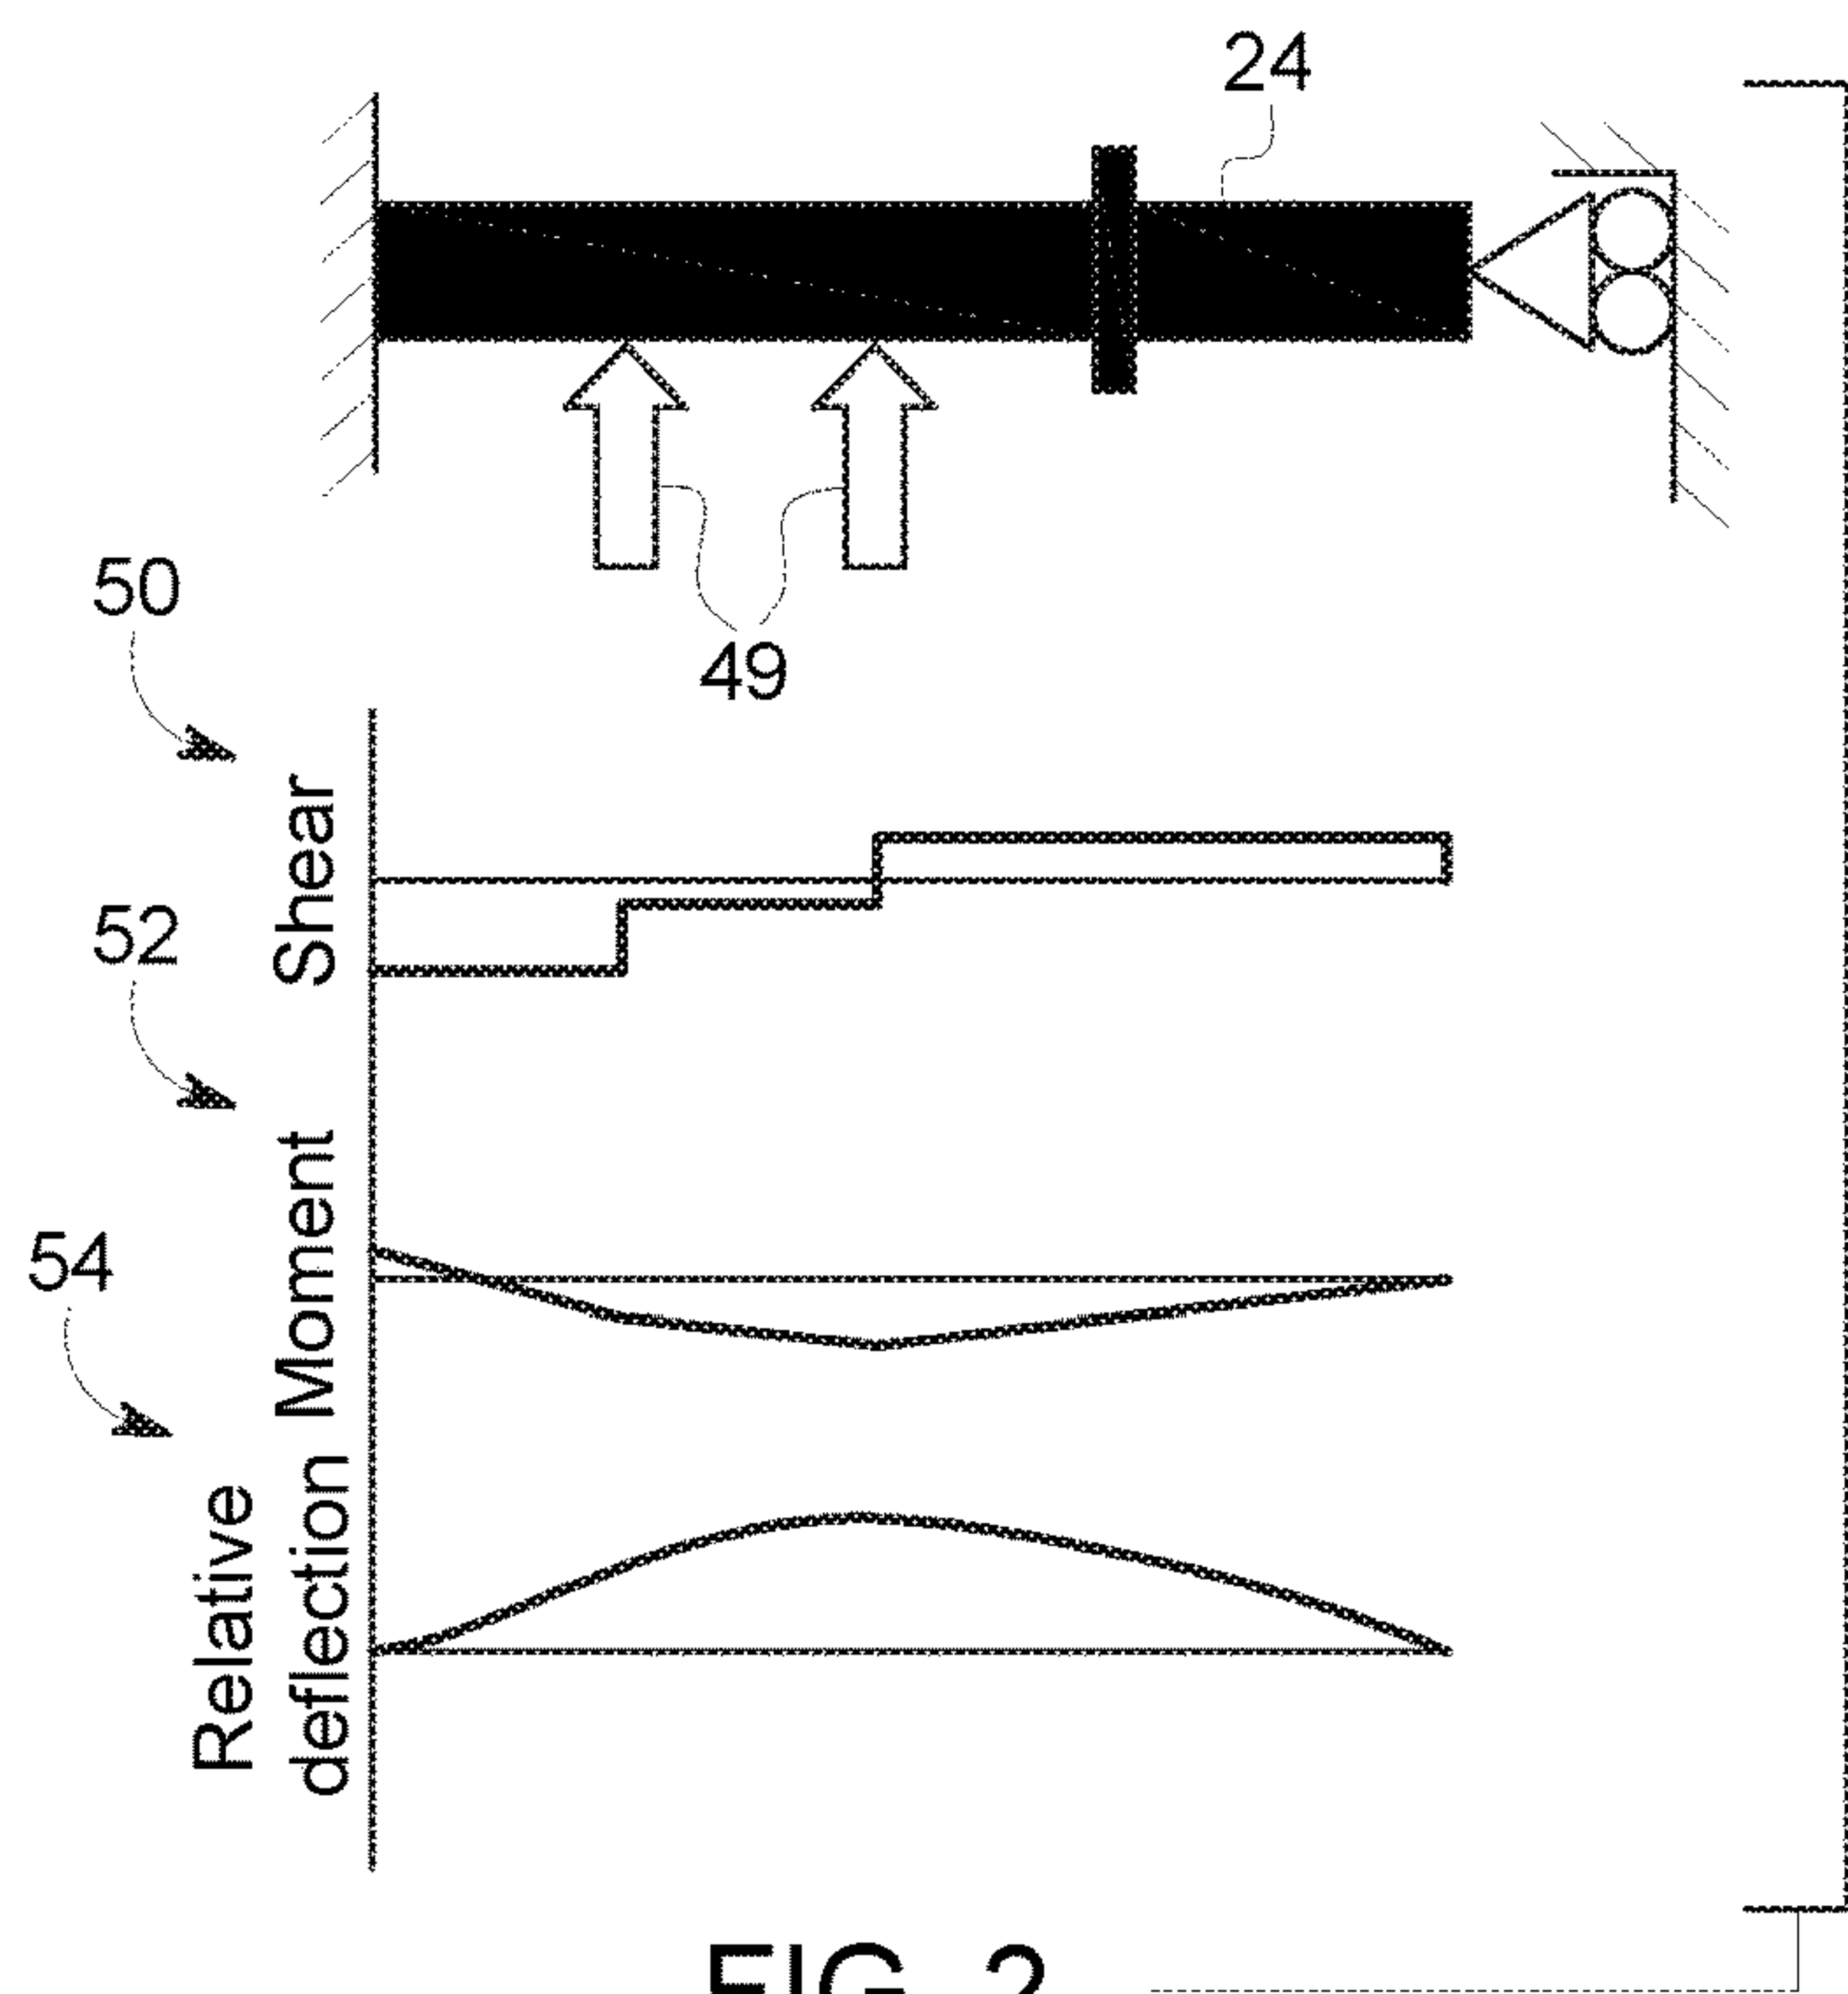 24
49
50
Shear
52
Moment
54
Relative
deflection
FIG. 2